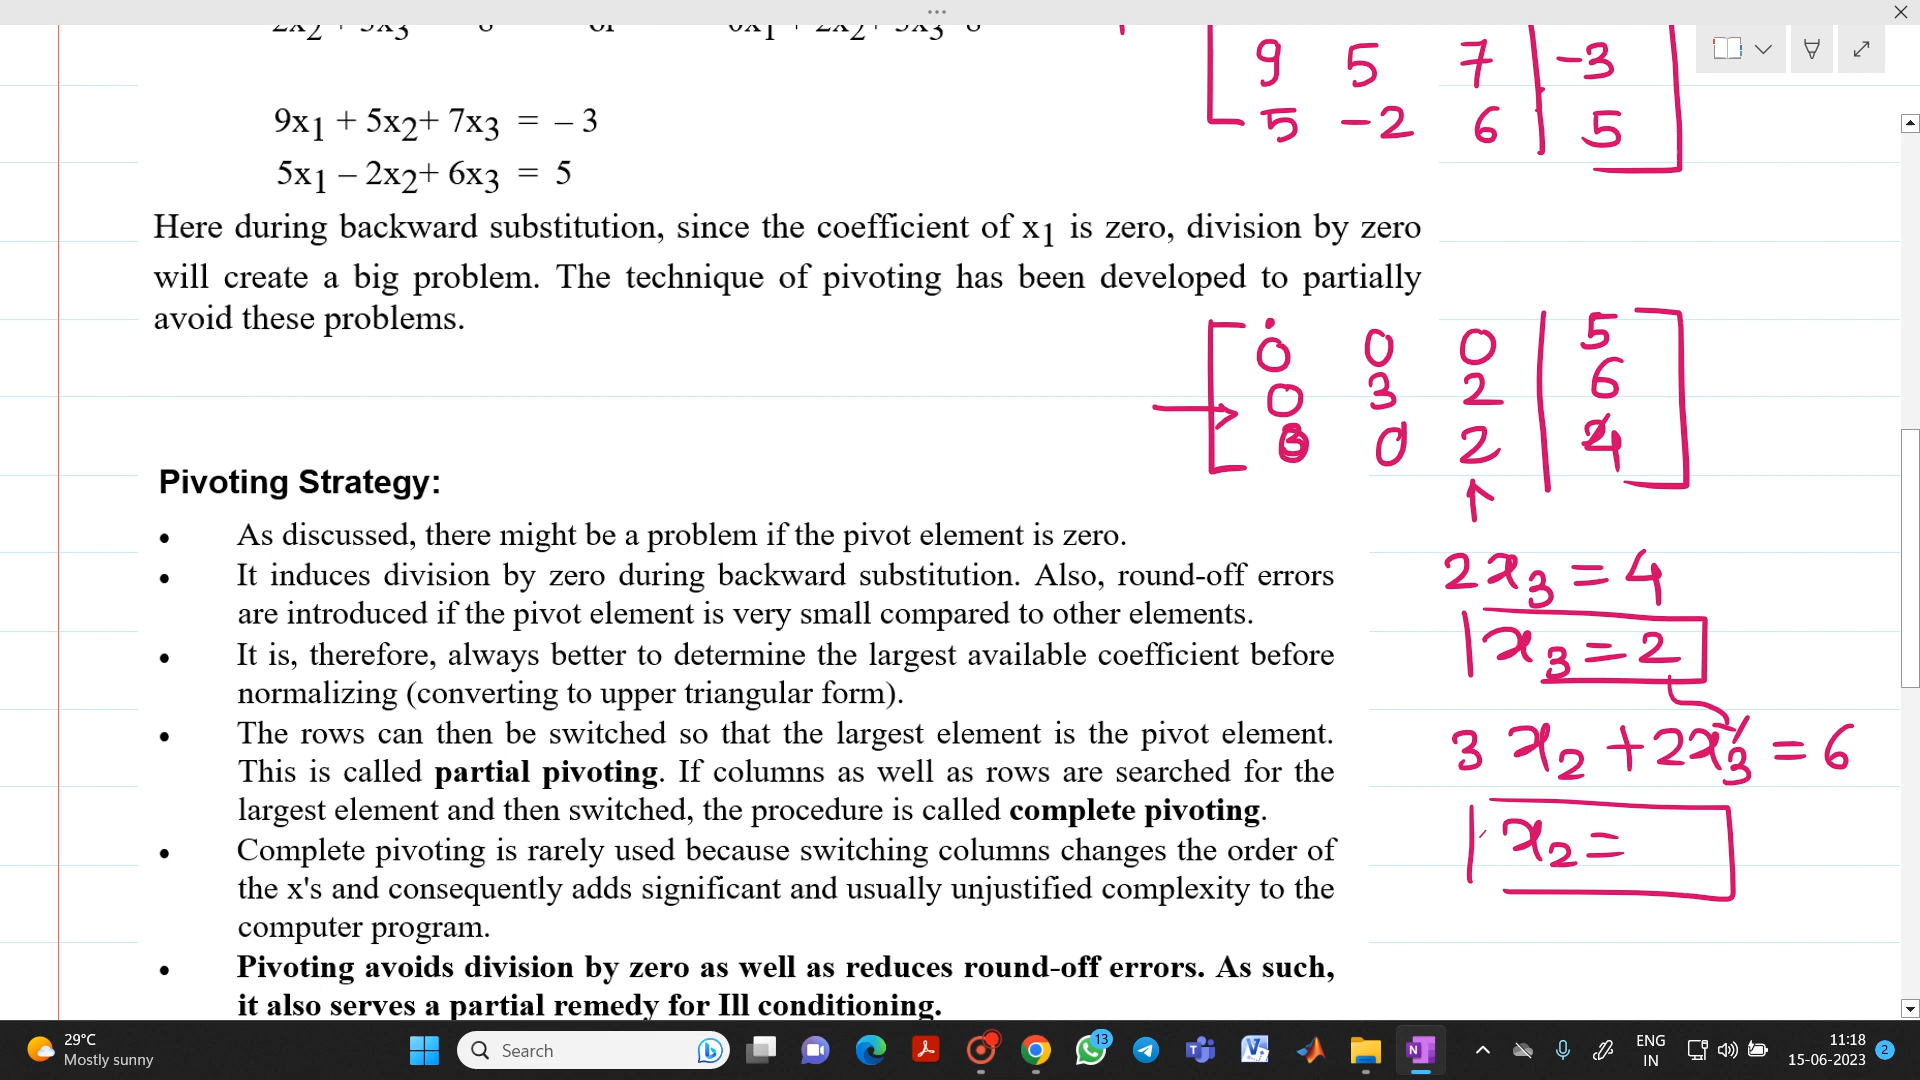 9x1 + 5x2+ 7x3 = – 3
5x1 – 2x2+ 6x3 = 5
Here during backward substitution, since the coefficient of x1 is zero, division by zero
will create a big problem. The technique of pivoting has been developed to partially
avoid these problems.
Pivoting Strategy:
• As discussed, there might be a problem if the pivot element is zero.
• It induces division by zero during backward substitution. Also, round-off errors
are introduced if the pivot element is very small compared to other elements.
• It is, therefore, always better to determine the largest available coefficient before
normalizing (converting to upper triangular form).
• The rows can then be switched so that the largest element is the pivot element.
This is called partial pivoting. If columns as well as rows are searched for the
largest element and then switched, the procedure is called complete pivoting.
• Complete pivoting is rarely used because switching columns changes the order of
the x's and consequently adds significant and usually unjustified complexity to the
computer program.
• Pivoting avoids division by zero as well as reduces round-off errors. As such,
it also serves a partial remedy for Ill conditioning.
9 5 7 | -3
5 -2 6 | 5
0 0 0 | 5
0 3 2 | 6
0 2 | 4
2x3 = 4
x3 = 2
3 x2 + 2x3 = 6
x2 =
29°C
Mostly sunny
Search
13
ENG
IN
11:18
15-06-2023
2